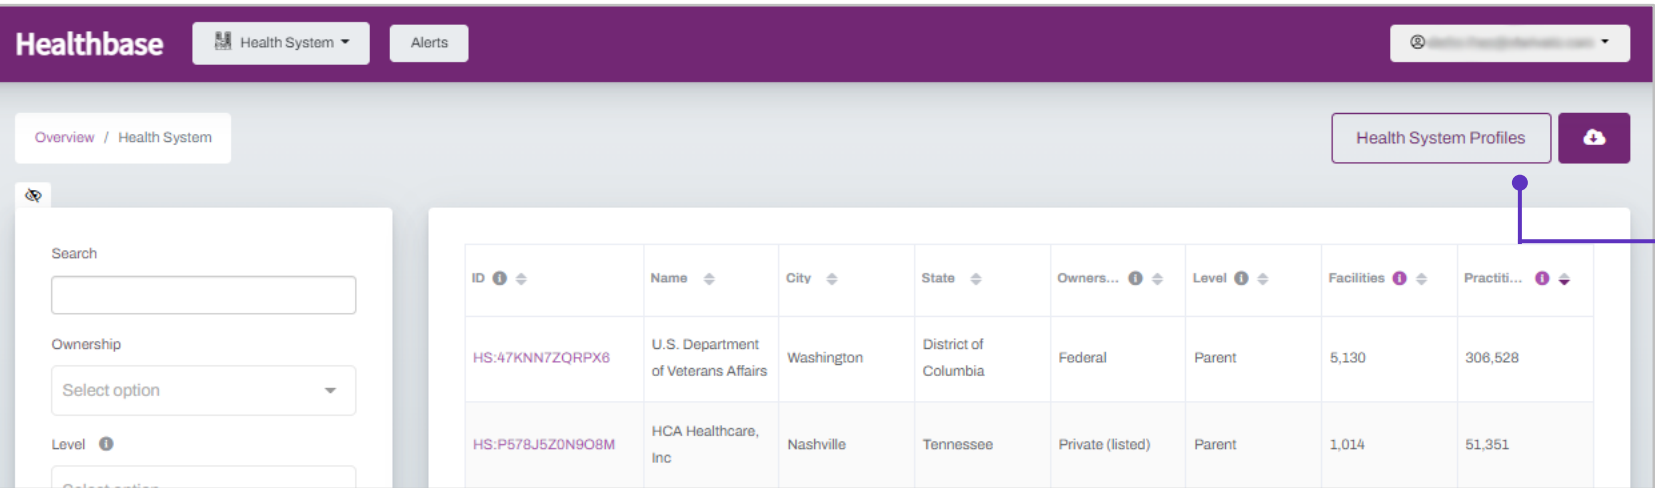 Healthbase
Health System
Alerts
Overview / Health System
Health System Profiles
Search
Ownership
Select option
Level
ID Name City State Owners... Level Facilities Practiti...
HS:47KNN7ZQRPX6 U.S. Department of Veterans Affairs Washington District of Columbia Federal Parent 5,130 306,528
HS:P578J5Z0N9O8M HCA Healthcare, Inc Nashville Tennessee Private (listed) Parent 1,014 51,351